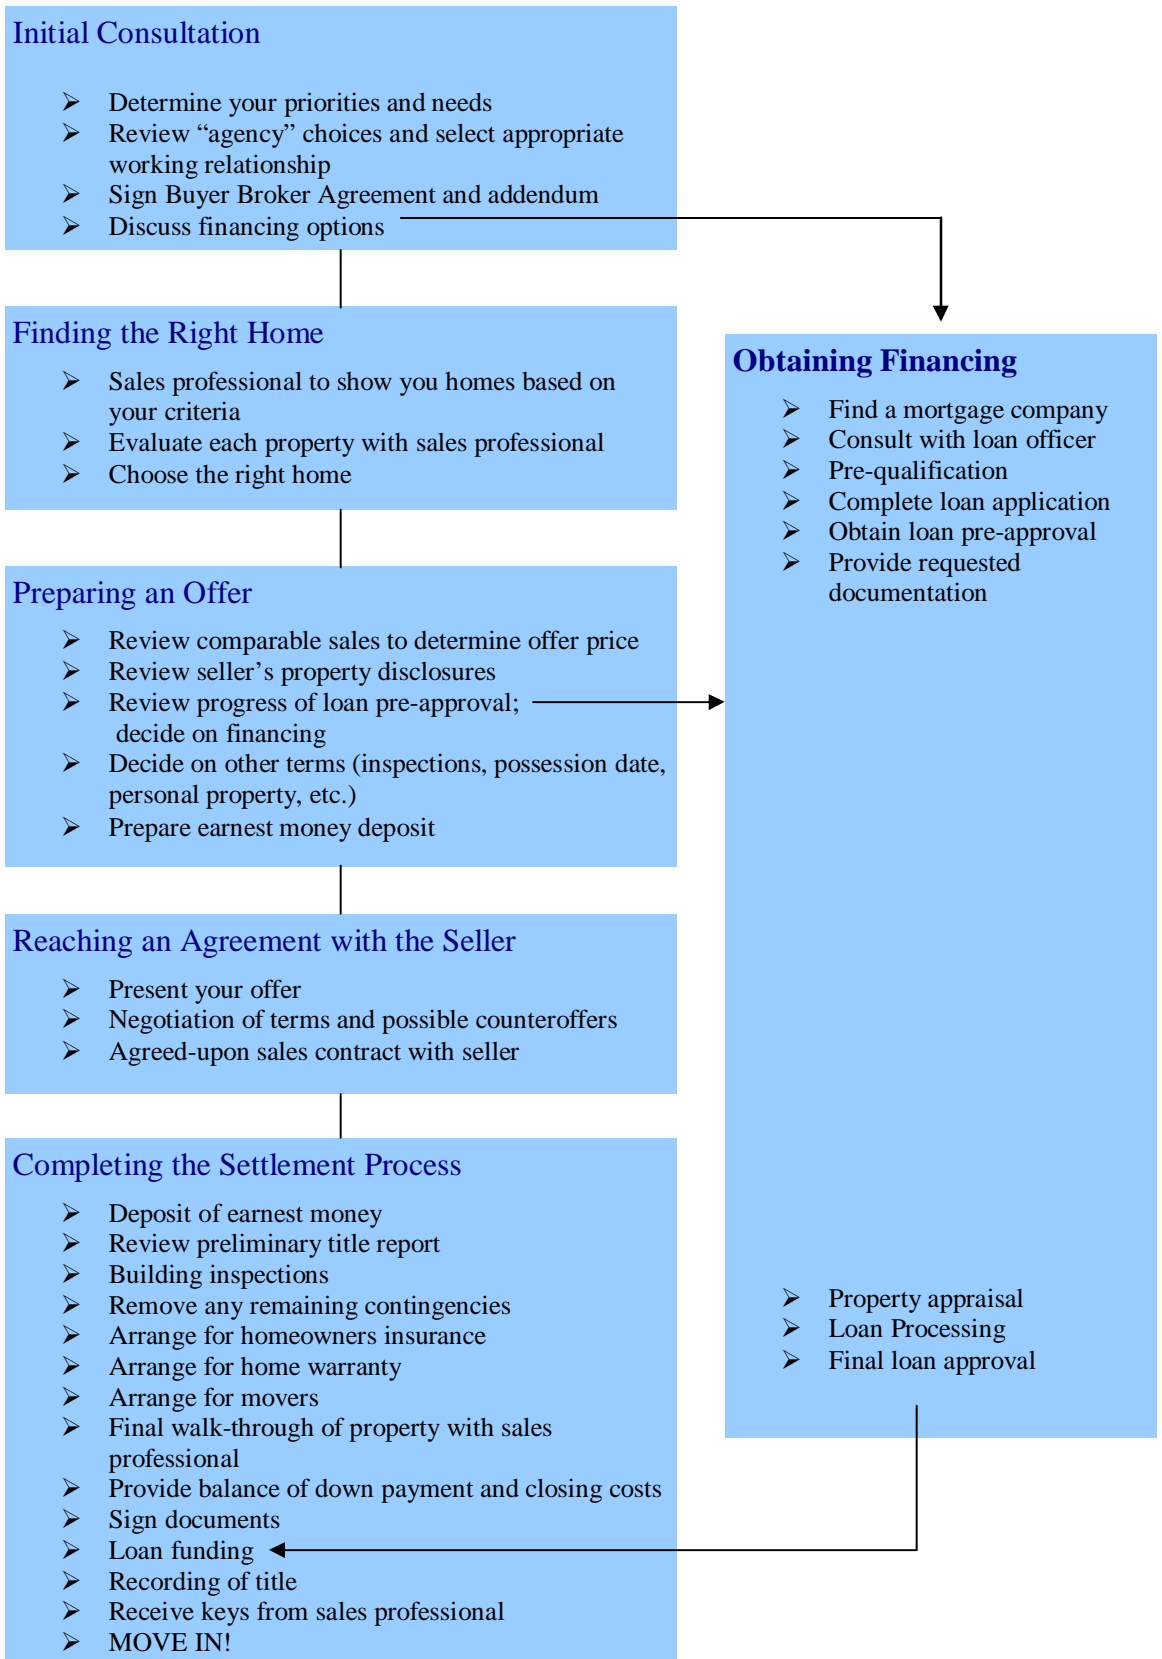 Initial Consultation
➢ Determine your priorities and needs
➢ Review “agency” choices and select appropriate
working relationship
➢ Sign Buyer Broker Agreement and addendum
➢ Discuss financing options
Finding the Right Home
➢ Sales professional to show you homes based on
your criteria
➢ Evaluate each property with sales professional
➢ Choose the right home
Preparing an Offer
➢ Review comparable sales to determine offer price
➢ Review seller’s property disclosures
➢ Review progress of loan pre-approval;
decide on financing
➢ Decide on other terms (inspections, possession date,
personal property, etc.)
➢ Prepare earnest money deposit
Reaching an Agreement with the Seller
➢ Present your offer
➢ Negotiation of terms and possible counteroffers
➢ Agreed-upon sales contract with seller
Completing the Settlement Process
➢ Deposit of earnest money
➢ Review preliminary title report
➢ Building inspections
➢ Remove any remaining contingencies
➢ Arrange for homeowners insurance
➢ Arrange for home warranty
➢ Arrange for movers
➢ Final walk-through of property with sales
professional
➢ Provide balance of down payment and closing costs
➢ Sign documents
➢ Loan funding
➢ Recording of title
➢ Receive keys from sales professional
➢ MOVE IN!
Obtaining Financing
➢ Find a mortgage company
➢ Consult with loan officer
➢ Pre-qualification
➢ Complete loan application
➢ Obtain loan pre-approval
➢ Provide requested
documentation
➢ Property appraisal
➢ Loan Processing
➢ Final loan approval